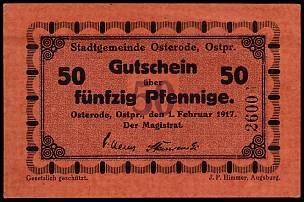 Stadtgemeinde Osterode, Ostpr.
50 Gutschein 50
über
50
fünfzig Pfennige.
Osterode, Ostpr., den 1. Februar 1917.
Der Magistrat.
2600
Gesetzlich geschützt. J. P. Himmer, Augsburg.